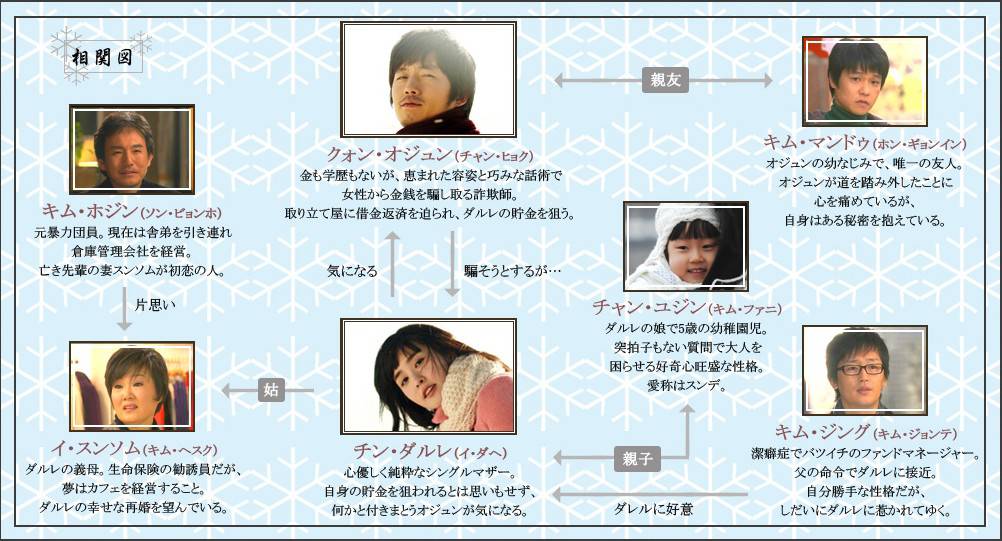 相関図
クォン・オジュン(チャン・ヒョク)
金も学歴もないが、恵まれた容姿と巧みな話術で
女性から金銭を騙し取る詐欺師。
取り立て屋に借金返済を迫られ、ダルレの貯金を狙う。
親友
キム・マンドゥ(ホン・ギョンイン)
オジュンの幼なじみで、唯一の友人。
オジュンが道を踏み外したことに
心を痛めているが、
自身はある秘密を抱えている。
キム・ホジン(ソン・ビョンホ)
元暴力団員。現在は舎弟を引き連れ
倉庫管理会社を経営。
亡き先輩の妻スンソムが初恋の人。
片思い
気になる
騙そうとするが…
チャン・ユジン(キム・ファニ)
ダルレの娘で5歳の幼稚園児。
突拍子もない質問で大人を
困らせる好奇心旺盛な性格。
愛称はスンデ。
イ・スンソム(キム・ヘスク)
ダルレの義母。生命保険の勧誘員だが、
夢はカフェを経営すること。
ダルレの幸せな再婚を望んでいる。
姑
チン・ダルレ(イ・ダヘ)
心優しく純粋なシングルマザー。
自身の貯金を狙われるとは思いもせず、
何かと付きまとうオジュンが気になる。
親子
ダレルに好意
キム・ジング(キム・ジョンテ)
潔癖症でバツイチのファンドマネージャー。
父の命令でダルレに接近。
自分勝手な性格だが、
しだいにダルレに惹かれてゆく。